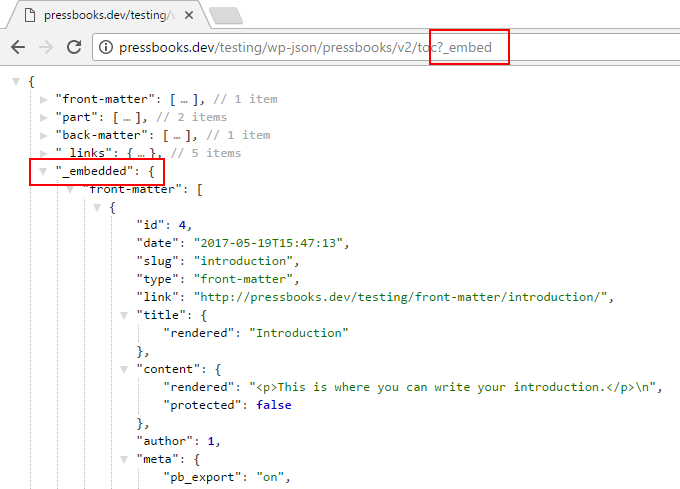 pressbooks.dev/testing/w
pressbooks.dev/testing/wp-json/pressbooks/v2/toc?_embed
{
"front-matter": [ … ], // 1 item
"part": [ … ], // 2 items
"back-matter": [ … ], // 1 item
"_links": { … }, // 5 items
"_embedded": {
"front-matter": [
{
"id": 4,
"date": "2017-05-19T15:47:13",
"slug": "introduction",
"type": "front-matter",
"link": "http://pressbooks.dev/testing/front-matter/introduction/",
"title": {
"rendered": "Introduction"
},
"content": {
"rendered": "<p>This is where you can write your introduction.</p>\n",
"protected": false
},
"author": 1,
"meta": {
"pb_export": "on",